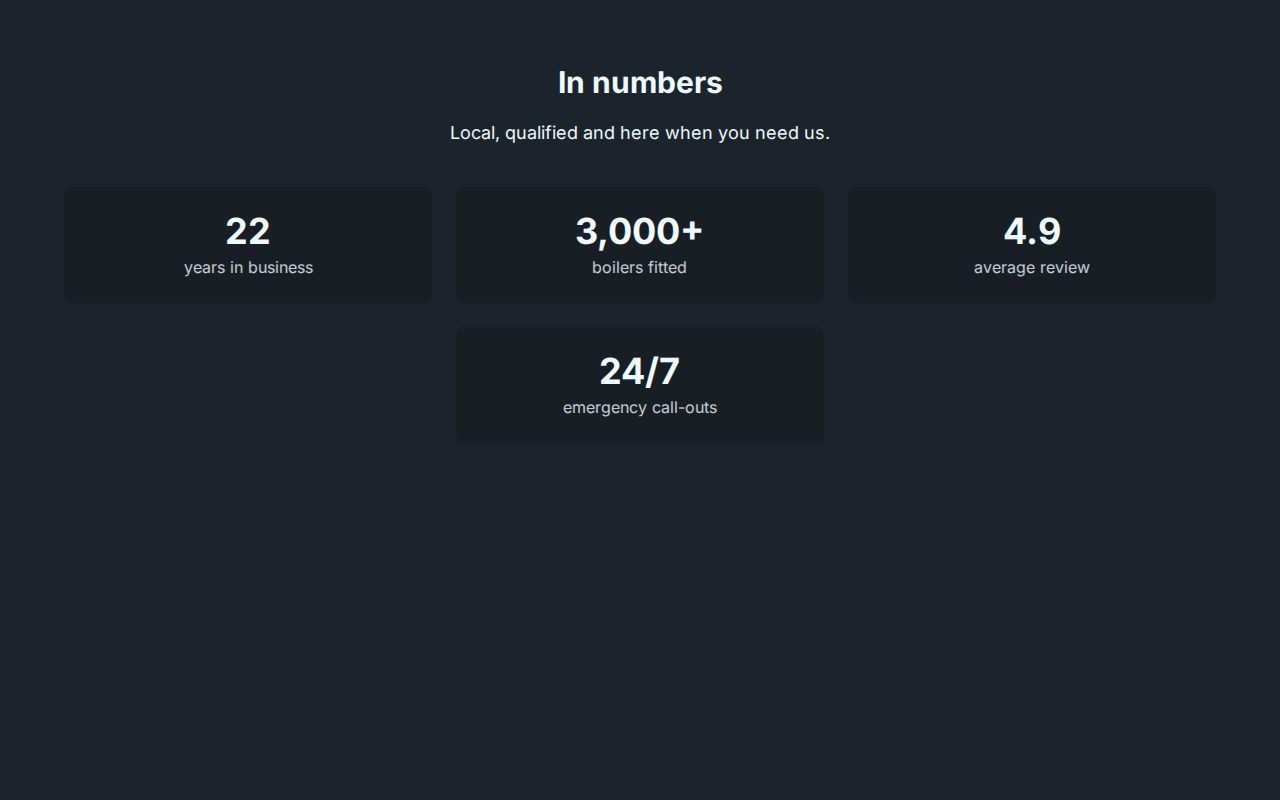 In numbers
Local, qualified and here when you need us.
22
years in business
3,000+
boilers fitted
4.9
average review
24/7
emergency call-outs